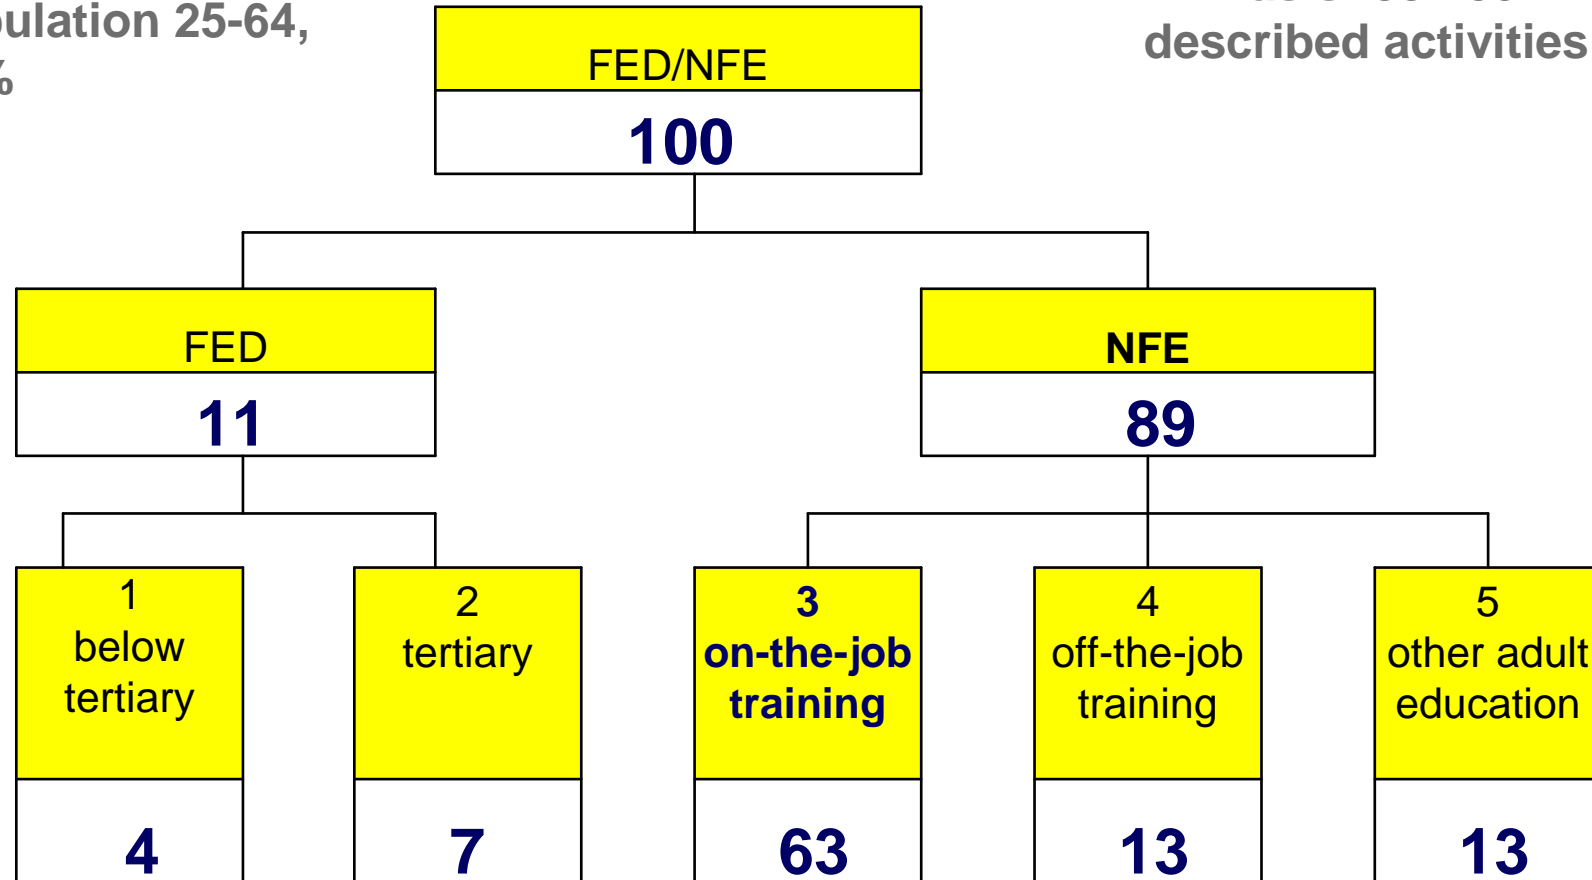 25-64,
%
described activities
FED/NFE
100
FED
11
NFE
89
1
below
tertiary
4
2
tertiary
7
3
on-the-job
training
63
4
off-the-job
training
13
5
other adult
education
13